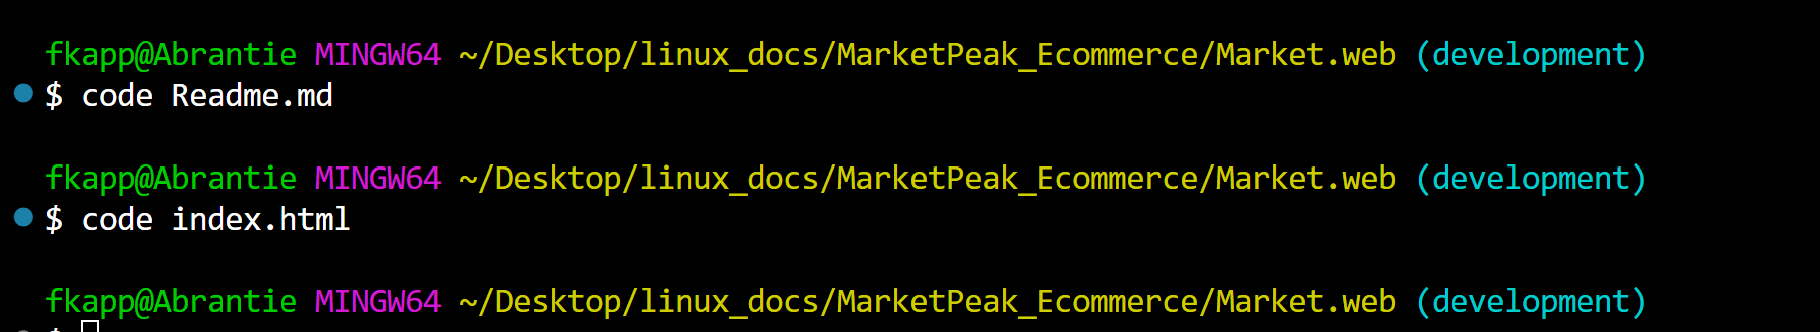 fkapp@Abrantie MINGW64 ~/Desktop/linux_docs/MarketPeak_Ecommerce/Market.web (development)
$ code Readme.md
fkapp@Abrantie MINGW64 ~/Desktop/linux_docs/MarketPeak_Ecommerce/Market.web (development)
$ code index.html
fkapp@Abrantie MINGW64 ~/Desktop/linux_docs/MarketPeak_Ecommerce/Market.web (development)
$